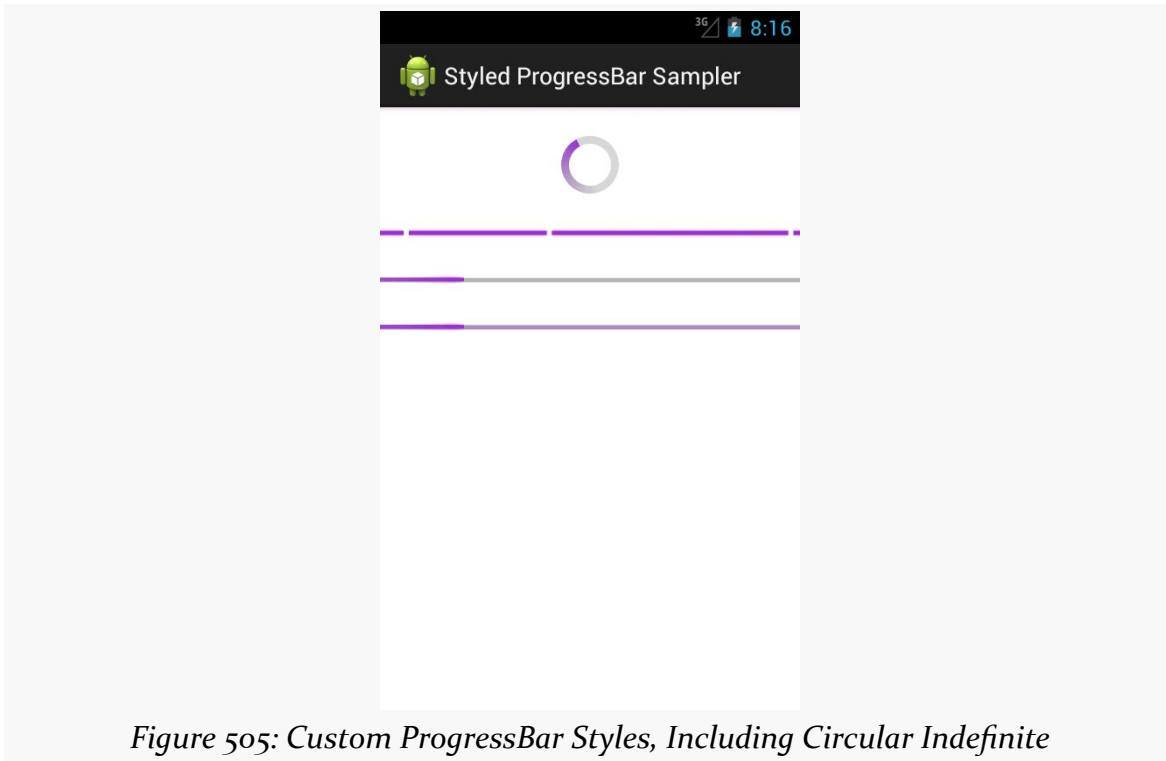 3G 8:16
Styled ProgressBar Sampler
Figure 505: Custom ProgressBar Styles, Including Circular Indefinite